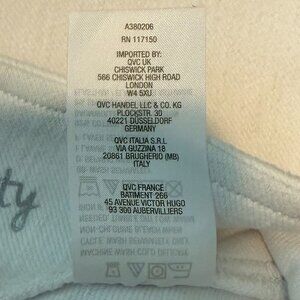 A380206
RN 117150
IMPORTED BY:
QVC UK
CHISWICK PARK
566 CHISWICK HIGH ROAD
LONDON
W4 5XU
QVC HANDEL LLC & CO. KG
PLOCKSTR. 30
40221 DÜSSELDORF
GERMANY
QVC ITALIA S.R.L
VIA GUZZINA 18
20861 BRUGHERIO (MB)
ITALY
QVC FRANCE
BATIMENT 266
45 AVENUE VICTOR HUGO
93 300 AUBERVILLIERS
ty